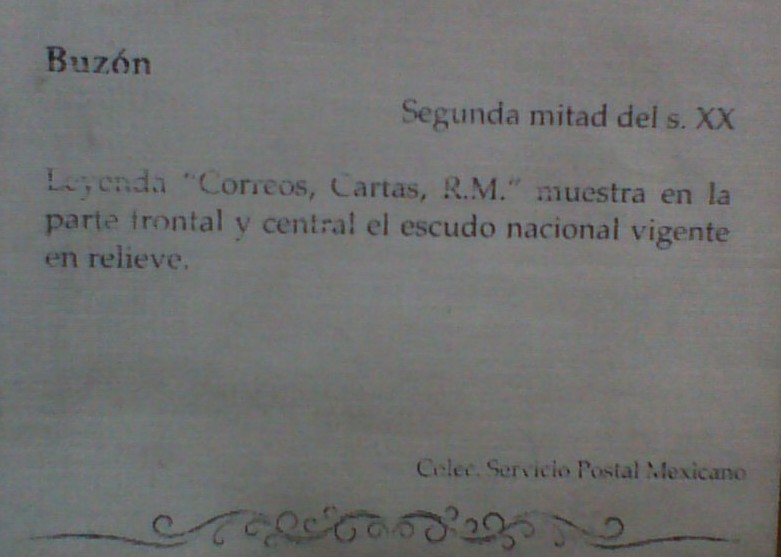 Buzón
Segunda mitad del s. XX
Leyenda "Correos, Cartas, R.M." muestra en la
parte frontal y central el escudo nacional vigente
en relieve.
Colec. Servicio Postal Mexicano